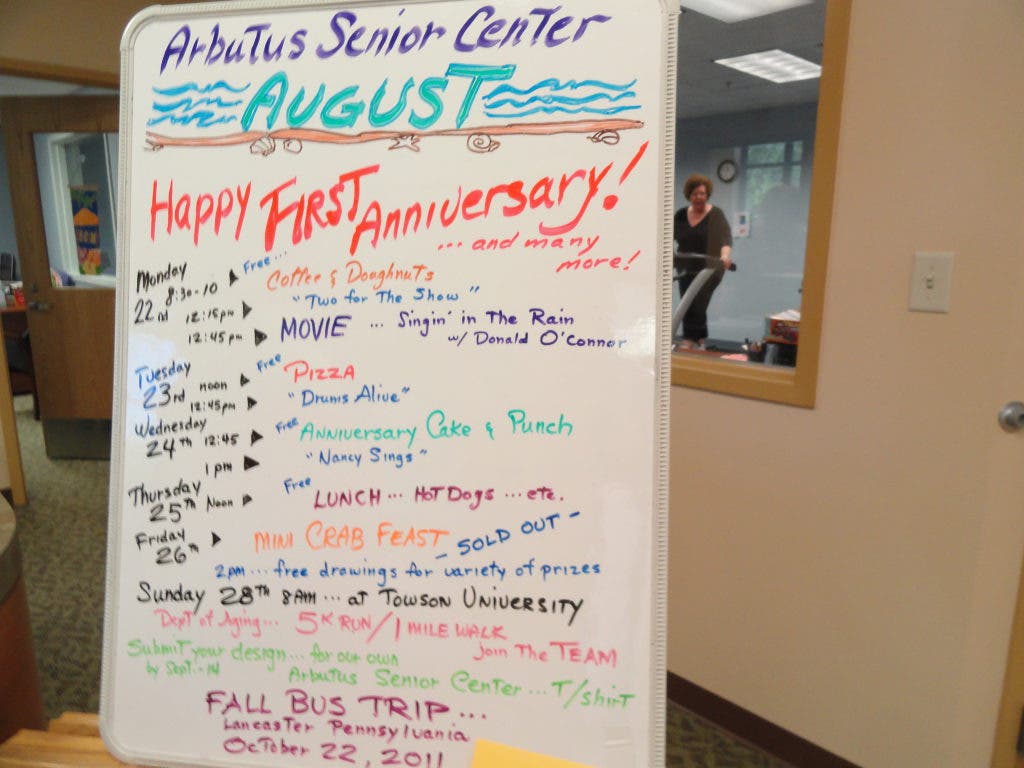 Arbutus Senior Center
AUGUST
Happy First Anniversary!
...and many
more!
Monday
22nd 8:30-10 Free... Coffee & Doughnuts
12:15pm "Two for The Show"
12:45pm MOVIE ... Singin' in The Rain
w/ Donald O'Connor
Tuesday
23rd noon Free PIZZA
12:45pm "Drums Alive"
Wednesday
24th 12:45 Free Anniversary Cake & Punch
1pm "Nancy Sings"
Thursday
25th Noon Free LUNCH ... Hot Dogs ... etc.
Friday
26th MINI CRAB FEAST - SOLD OUT -
2pm ... free drawings for variety of prizes
Sunday 28th 8AM ... at Towson University
Dept of Aging ... 5K RUN/1 MILE WALK
join The TEAM
Submit your design ... for our own
by Sept. - 14 Arbutus Senior Center ... T/shirt
FALL BUS TRIP ...
Lancaster Pennsylvania
October 22, 2011